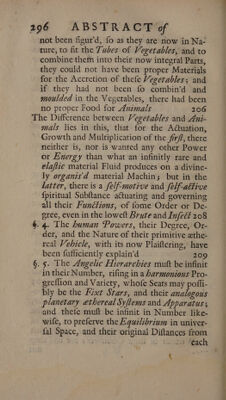 296 ABSTRACT of
not been figur'd, so as they are now in Na-
ture, to fit the Tubes of Vegetables, and to
combine them into their now integral Parts,
they could not have been proper Materials
for the Accretion of these Vegetables; and
if they had not been so combin'd and
moulded in the Vegetables, there had been
no proper Food for Animals 206
The Difference between Vegetables and Ani-
mals lies in this, that for the Actuation,
Growth and Multiplication of the first, there
neither is, nor is wanted any other Power
or Energy than what an infinitly rare and
elastic material Fluid produces on a divine-
ly organis'd material Machin; but in the
latter, there is a self-motive and self-active
spiritual Substance actuating and governing
all their Functions, of some Order or De-
gree, even in the lowest Brute and Insect 208
§. 4. The human Powers, their Degree, Or-
der, and the Nature of their primitive æthe-
real Vehicle, with its now Plaistering, have
been sufficiently explain'd 209
§. 5. The Angelic Hierarchies must be infinit
in their Number, rising in a harmonious Pro-
gression and Variety, whose Seats may possi-
bly be the Fixt Stars, and their analogous
planetary æthereal Systems and Apparatus;
and these must be infinit in Number like-
wise, to preserve the Equilibrium in univer-
sal Space, and their original Distances from
each